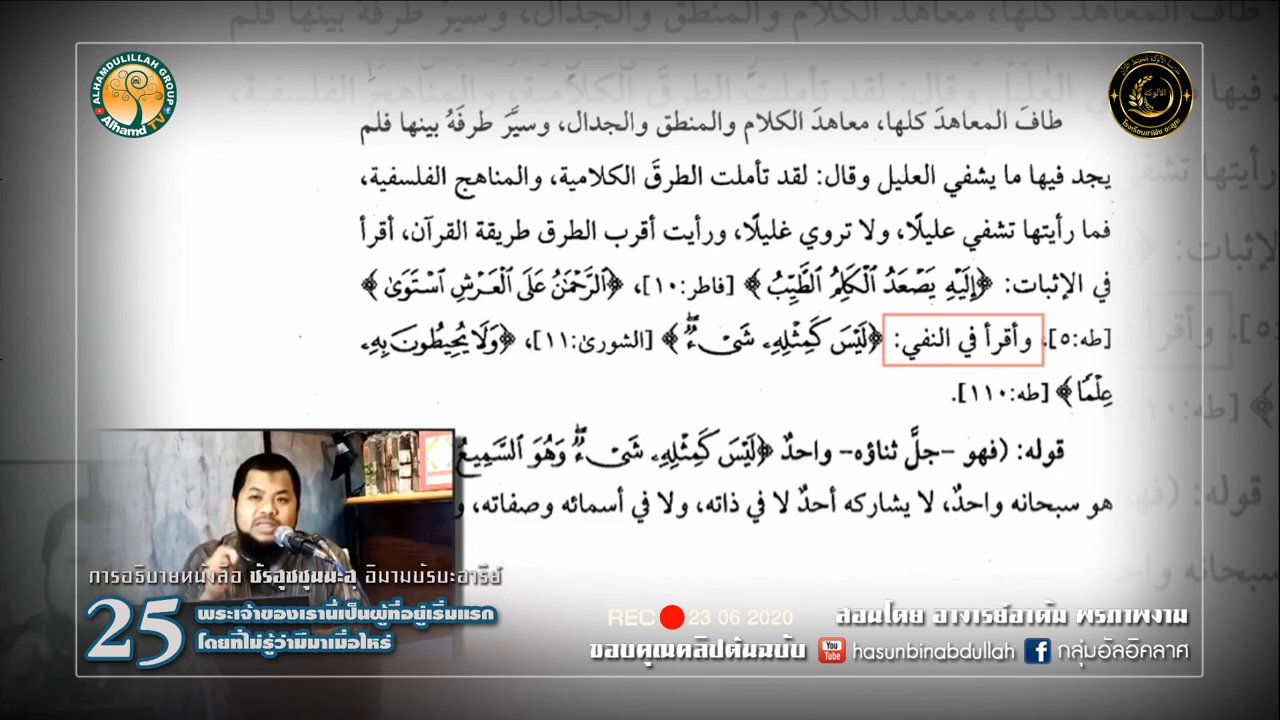 ALHAMDULILLAH GROUP
Alhamd TV
الألوكة
طافَ المعاهدَ كلها، معاهدَ الكلام والمنطق والجدال، وسيَّرَ طرفَهُ بينها فلم
يجد فيها ما يشفي العليل وقال: لقد تأملت الطرقَ الكلامية، والمناهج الفلسفية،
فما رأيتها تشفي عليلًا، ولا تروي غليلًا، ورأيت أقرب الطرق طريقة القرآن، أقرأ
في الإثبات: ﴿إِلَيْهِ يَصْعَدُ ٱلْكَلِمُ ٱلطَّيِّبُ﴾ [فاطر:١٠]، ﴿ٱلرَّحْمَٰنُ عَلَى ٱلْعَرْشِ ٱسْتَوَىٰ﴾
[طه:٥]. وأقرأ في النفي: ﴿لَيْسَ كَمِثْلِهِۦ شَىْءٌۖ﴾ [الشورىٰ:١١]، ﴿وَلَا يُحِيطُونَ بِهِۦ
عِلْمًا﴾ [طه:١١٠].
قوله: (فهو -جلَّ ثناؤه- واحدٌ ﴿لَيْسَ كَمِثْلِهِۦ شَىْءٌۖ وَهُوَ ٱلسَّمِيعُ
هو سبحانه واحدٌ، لا يشاركه أحدٌ لا في ذاته، ولا في أسمائه وصفاته، و
การอธิบายหนังสือ ชัรฮุซซุนนะฮฺ อิมามบัรบะฮารีย์
25 พระเจ้าของเรานี่เป็นผู้ที่อยู่เริ่มแรก
โดยที่ไม่รู้ว่ามีมาเมื่อไหร่
REC 23 06 2020
สอนโดย อาจารย์อาดัม พรภาพงาม
ขอบคุณคลิปต้นฉบับ You Tube hasunbinabdullah f กลุ่มอัลอิคลาศ